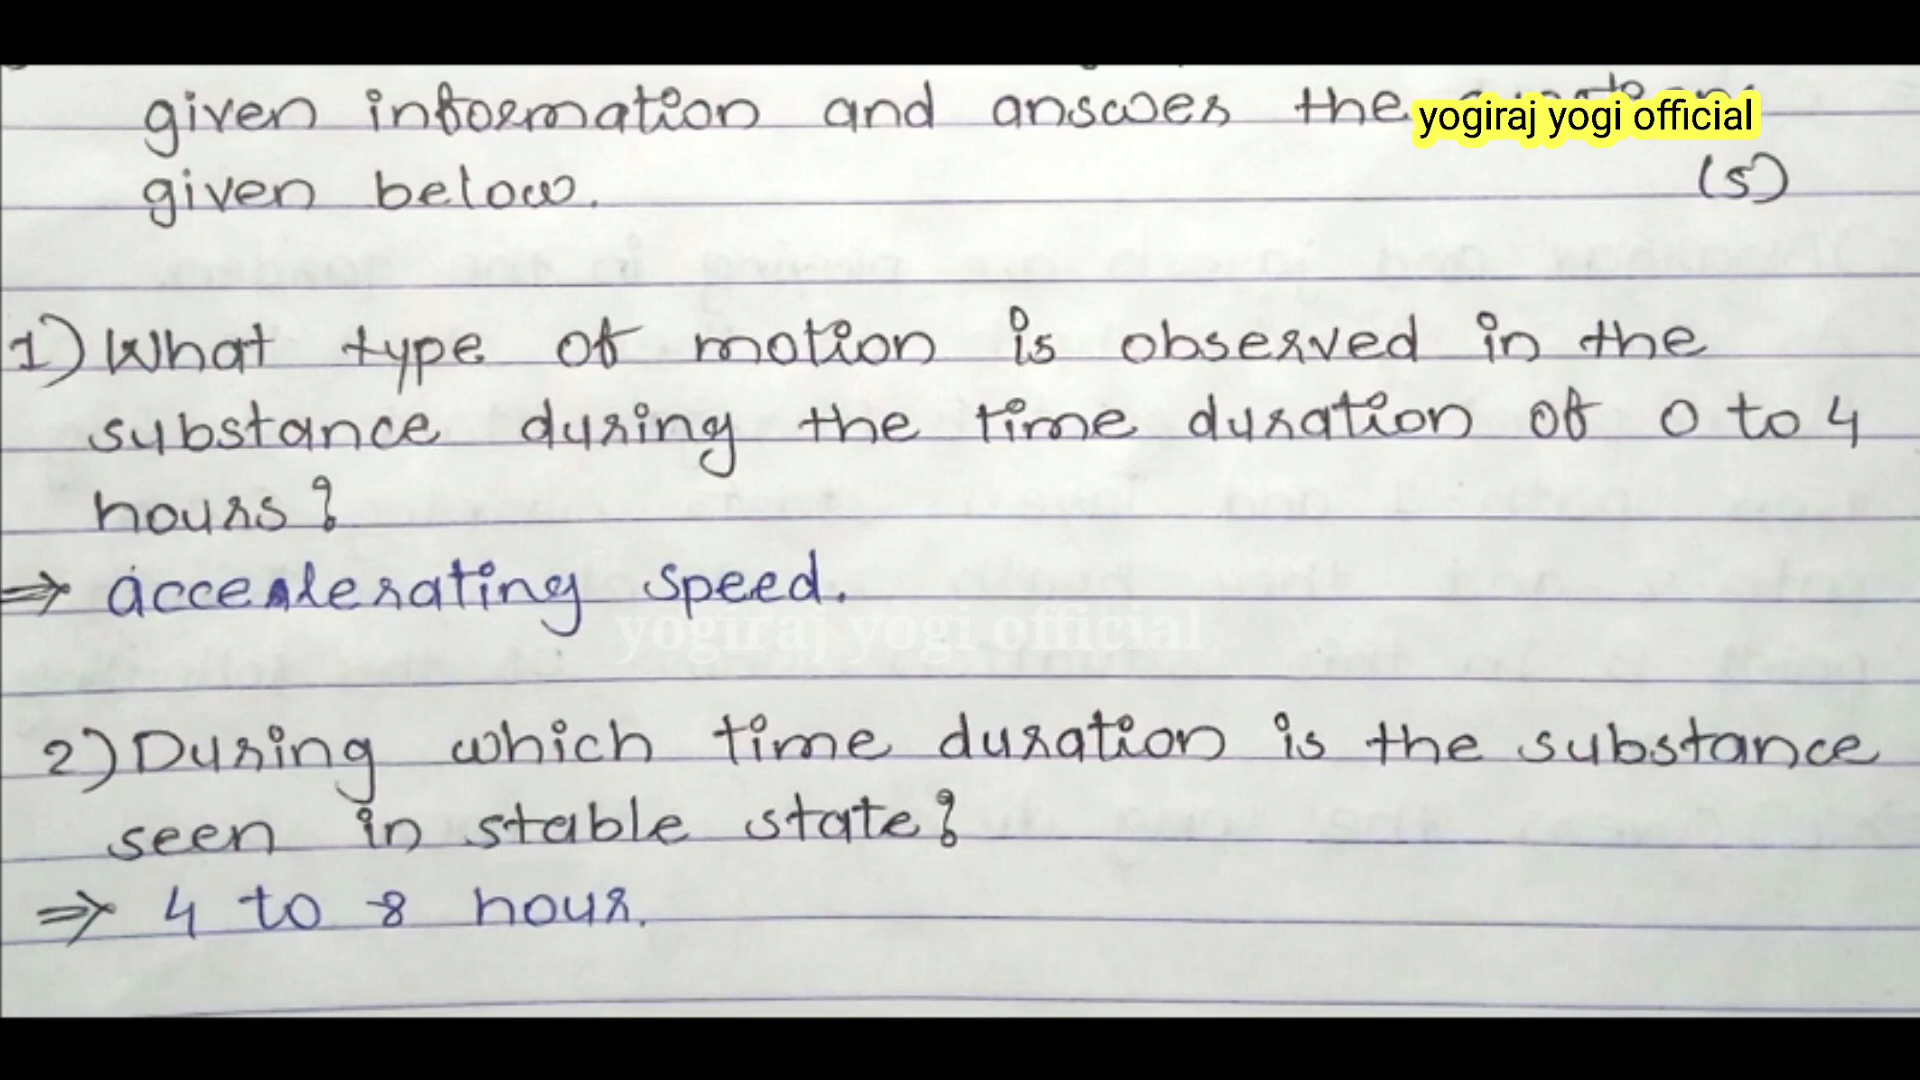 given information and answer the
yogiraj yogi official
given below. (5)
1) What type of motion is observed in the
substance during the time duration of 0 to 4
hours?
⇒ accelerating speed.
yogiraj yogi official
2) During which time duration is the substance
seen in stable state?
⇒ 4 to 8 hour.